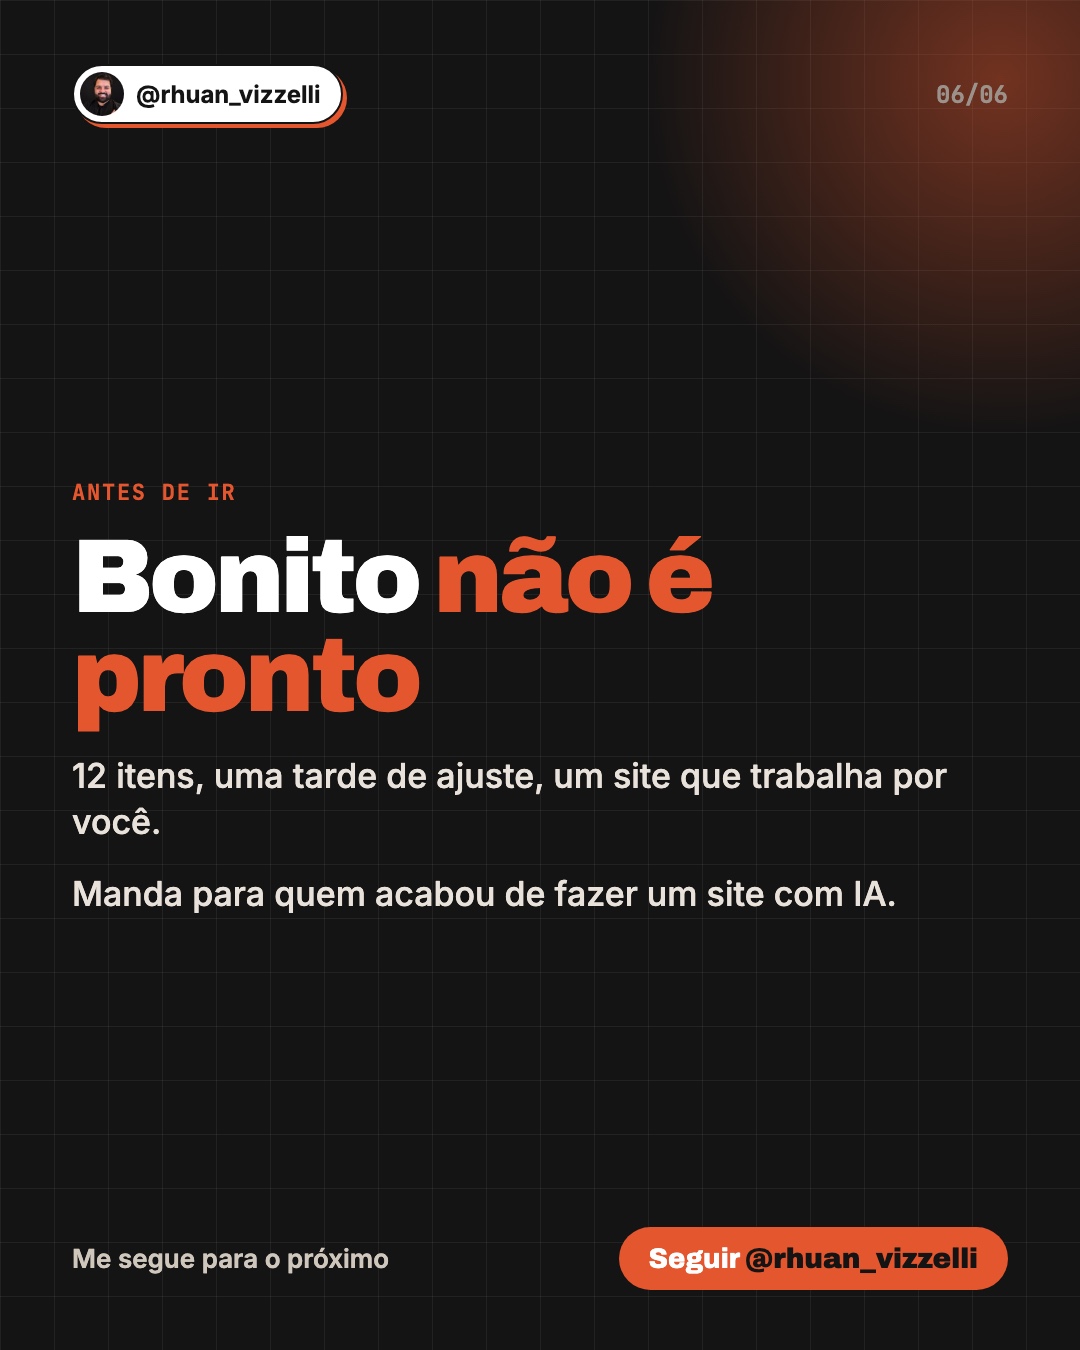 @rhuan_vizzelli
06/06
ANTES DE IR
Bonito não é
pronto
12 itens, uma tarde de ajuste, um site que trabalha por
você.
Manda para quem acabou de fazer um site com IA.
Me segue para o próximo
Seguir @rhuan_vizzelli